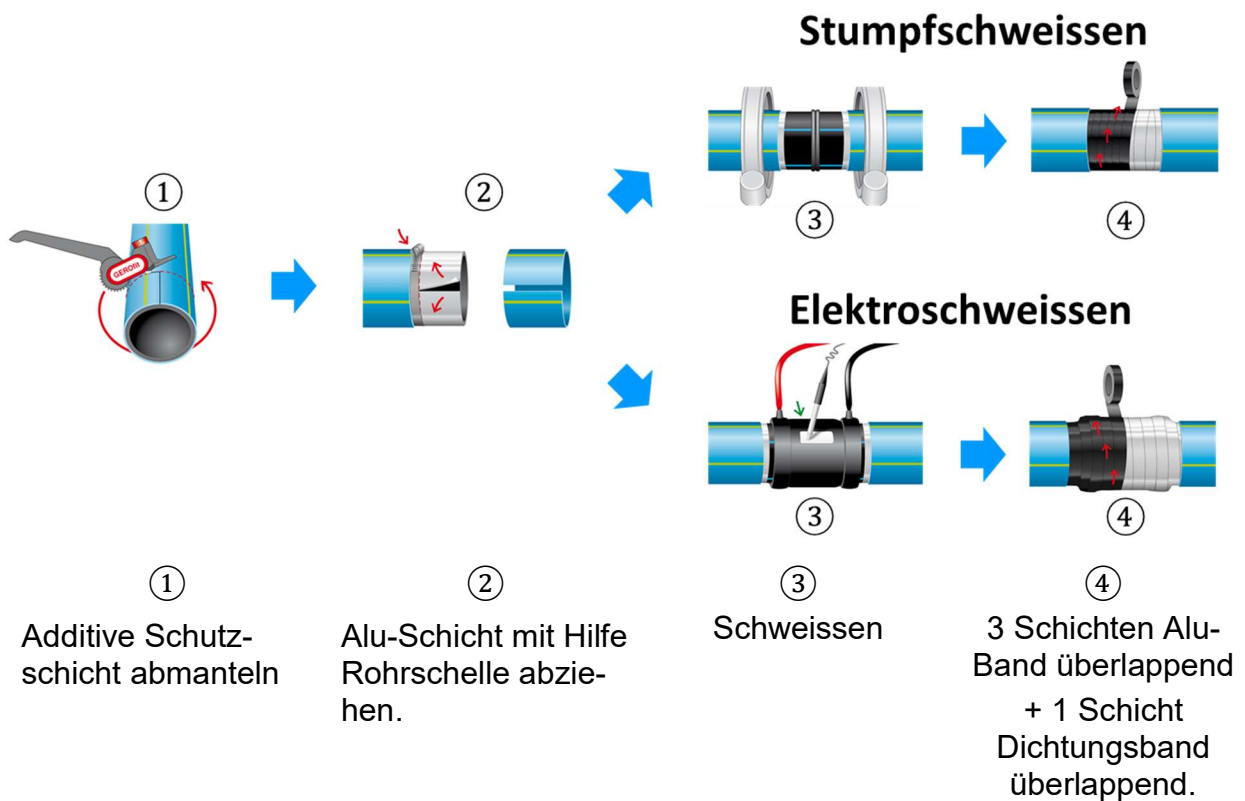 Stumpfschweissen
①
②
③
④
GEROfit
Elektroschweissen
③
④
①
②
③
④
Additive Schutz-
schicht abmanteln
Alu-Schicht mit Hilfe
Rohrschelle abzie-
hen.
Schweissen
3 Schichten Alu-
Band überlappend
+ 1 Schicht
Dichtungsband
überlappend.